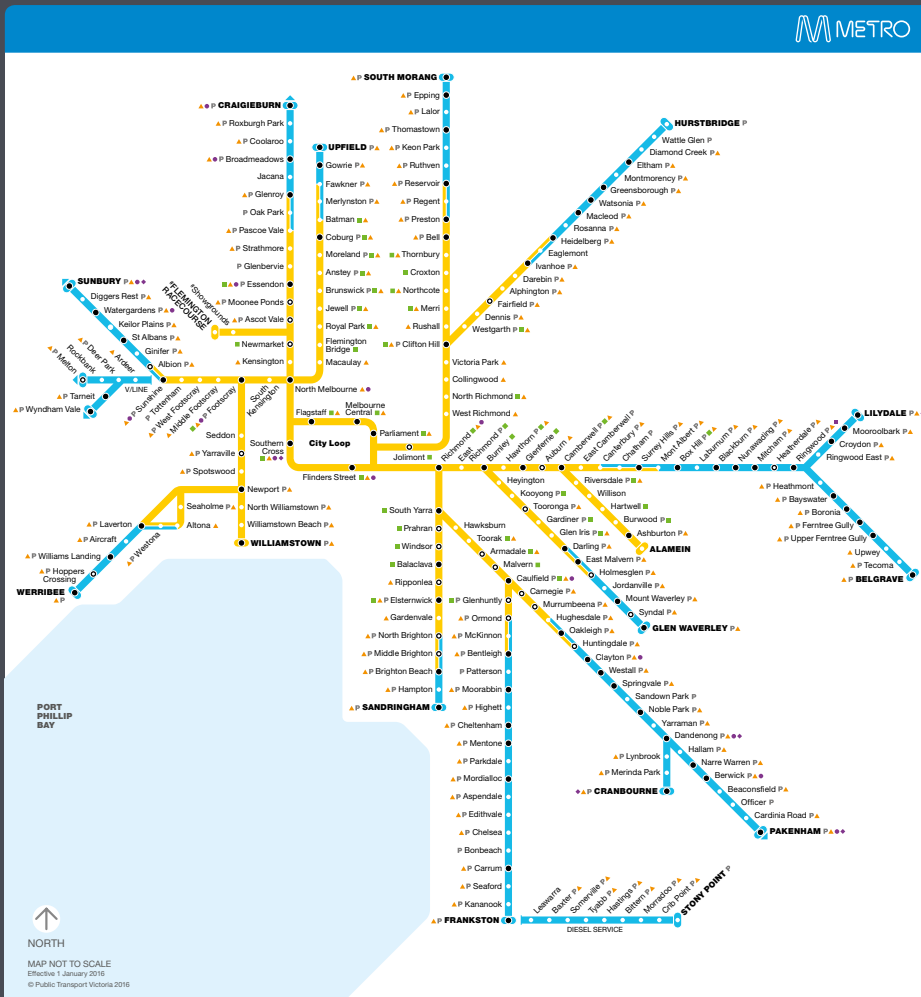 METRO
SOUTH MORANG
P Epping
P Lalor
P Thomastown
P Keon Park
P Ruthven
P Reservoir
P Regent
P Preston
P Bell
Thornbury
Croxton
Northcote
Merri
Rushall
P Clifton Hill
Victoria Park
Collingwood
North Richmond
West Richmond
Jolimont
P CRAIGIEBURN
P Roxburgh Park
P Coolaroo
P Broadmeadows
Jacana
P Glenroy
P Oak Park
P Pascoe Vale
P Strathmore
P Glenbervie
P Essendon
P Moonee Ponds
P Ascot Vale
Newmarket
Kensington
North Melbourne
UPFIELD P
Gowrie P
Fawkner P
Merlynston P
Batman
Coburg P
Moreland P
Anstey P
Brunswick P
Jewell P
Royal Park P
Flemington
Bridge
Macaulay
#Showgrounds
#FLEMINGTON
RACECOURSE
HURSTBRIDGE P
Wattle Glen P
Diamond Creek P
Eltham P
Montmorency P
Greensborough P
Watsonia P
Macleod P
Rosanna P
Heidelberg P
Eaglemont
Ivanhoe P
Darebin P
Alphington P
Fairfield P
Dennis P
Westgarth P
SUNBURY P
Diggers Rest P
Watergardens P
Keilor Plains P
St Albans P
Ginifer P
Albion P
P Melton
Rockbank
P Deer Park
Ardeer
V/LINE
P Tarneit
P Wyndham Vale
P Sunshine
P Tottenham
P West Footscray
P Middle Footscray
P Footscray
South
Kensington
Seddon
P Yarraville
P Spotswood
Newport P
North Williamstown P
Williamstown Beach P
WILLIAMSTOWN P
Seaholme P
Altona
P Westona
P Laverton
P Aircraft
P Williams Landing
P Hoppers
Crossing
WERRIBEE
P
Southern
Cross
Flagstaff
Melbourne
Central
Parliament
City Loop
Flinders Street
Richmond
East Richmond P
Burnley
Hawthorn P
Glenferrie
Auburn
Camberwell P
East Camberwell P
Canterbury P
Chatham P
Surrey Hills P
Mont Albert P
Box Hill P
Laburnum P
Blackburn P
Nunawading P
Mitcham P
Heatherdale P
Ringwood P
LILYDALE P
Mooroolbark P
Croydon P
Ringwood East P
P Heathmont
P Bayswater
P Boronia
P Ferntree Gully
P Upper Ferntree Gully
Upwey
P Tecoma
P BELGRAVE
Riversdale P
Willison
Hartwell
Burwood P
Ashburton P
ALAMEIN
Heyington
Kooyong P
Tooronga P
Gardiner P
Glen Iris P
Darling P
East Malvern P
Holmesglen P
Jordanville P
Mount Waverley P
Syndal P
GLEN WAVERLEY P
South Yarra
Prahran
Windsor
Balaclava
P Ripponlea
P Elsternwick
Gardenvale
P North Brighton
P Middle Brighton
P Brighton Beach
P Hampton
P SANDRINGHAM
Hawksburn
Toorak
Armadale
Malvern
Caulfield P
Carnegie P
Murrumbeena P
Hughesdale P
Oakleigh P
Huntingdale P
Clayton P
Westall P
Springvale P
Sandown Park P
Noble Park P
Yarraman P
Dandenong P
Hallam P
Narre Warren P
Berwick P
Beaconsfield P
Officer P
Cardinia Road P
PAKENHAM P
P Lynbrook
P Merinda Park
P CRANBOURNE
P Glenhuntly
P Ormond
P McKinnon
P Bentleigh
P Patterson
P Moorabbin
P Highett
P Cheltenham
P Mentone
P Parkdale
P Mordialloc
P Aspendale
P Edithvale
P Chelsea
P Bonbeach
P Carrum
P Seaford
P Kananook
P FRANKSTON
Leawarra
Baxter P
Somerville P
Tyabb P
Hastings P
Bittern P
Morradoo P
Crib Point P
STONY POINT P
DIESEL SERVICE
PORT
PHILLIP
BAY
NORTH
MAP NOT TO SCALE
Effective 1 January 2016
© Public Transport Victoria 2016